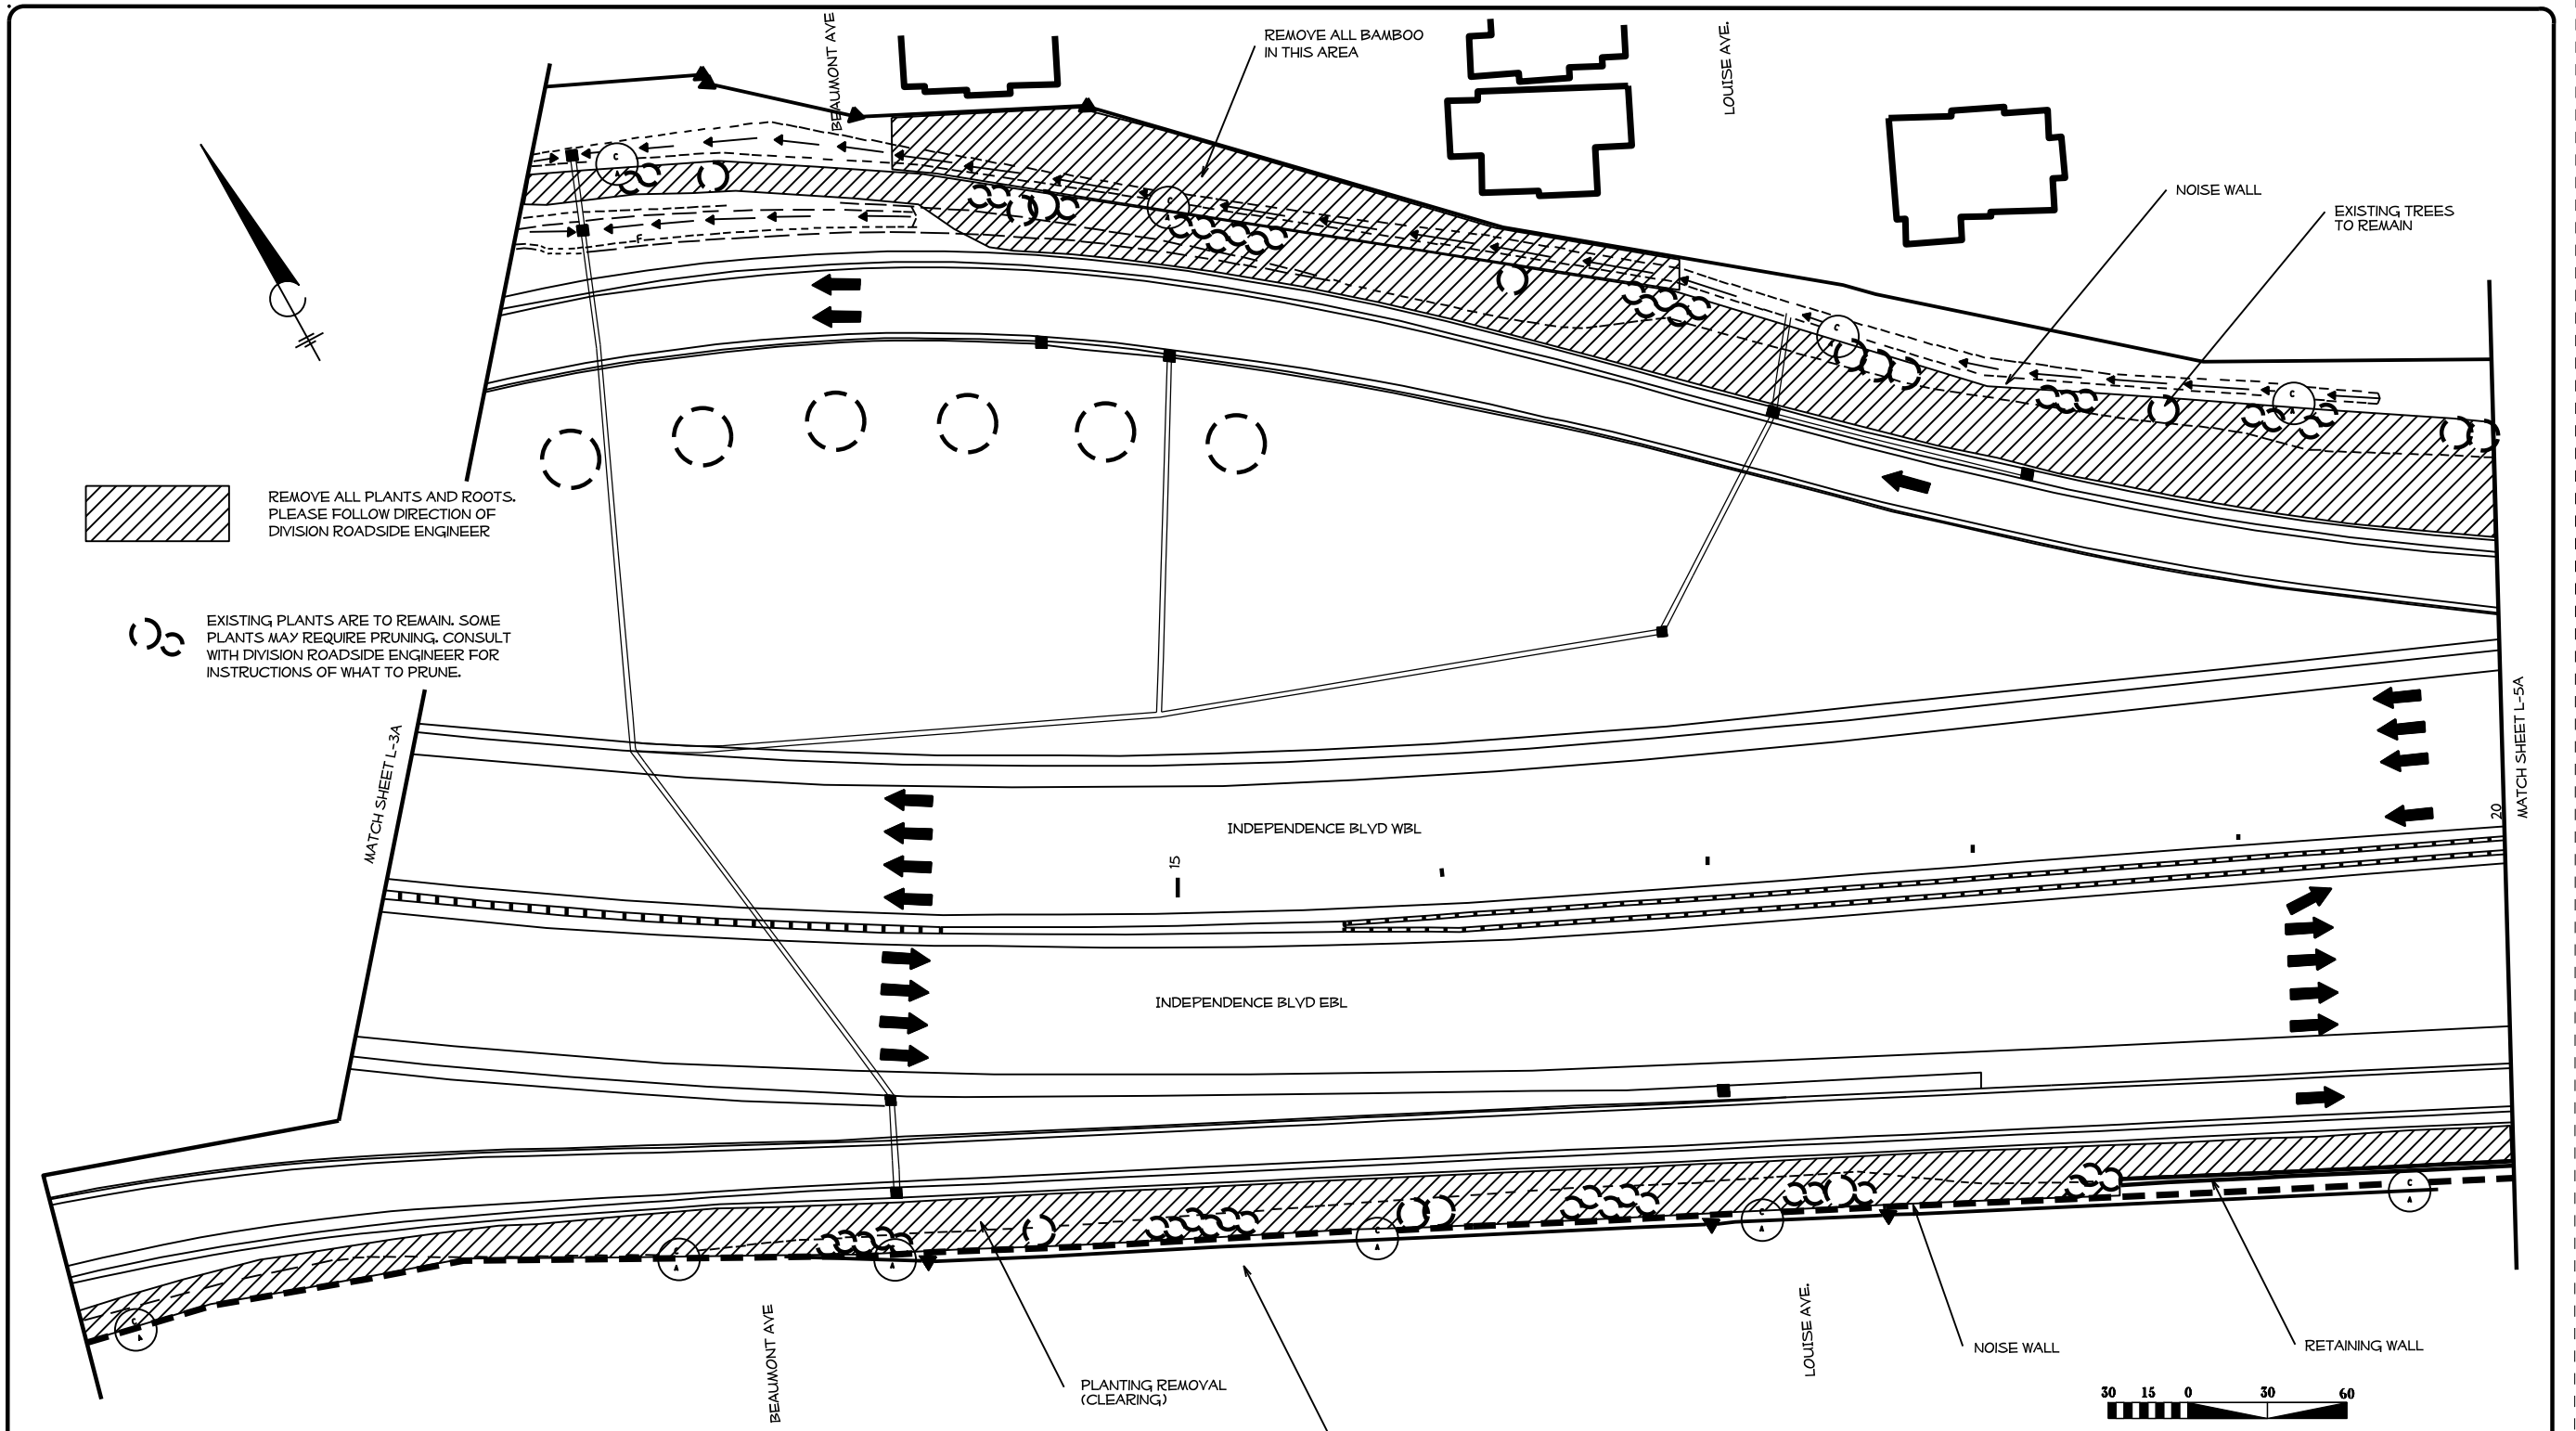 BEAUMONT AVE
REMOVE ALL BAMBOO
IN THIS AREA
LOUISE AVE.
NOISE WALL
EXISTING TREES
TO REMAIN
C
A
C
A
C
A
C
A
F
REMOVE ALL PLANTS AND ROOTS.
PLEASE FOLLOW DIRECTION OF
DIVISION ROADSIDE ENGINEER
EXISTING PLANTS ARE TO REMAIN. SOME
PLANTS MAY REQUIRE PRUNING. CONSULT
WITH DIVISION ROADSIDE ENGINEER FOR
INSTRUCTIONS OF WHAT TO PRUNE.
MATCH SHEET L-3A
MATCH SHEET L-5A
20
INDEPENDENCE BLVD WBL
15
INDEPENDENCE BLVD EBL
C
A
C
A
C
A
C
A
C
A
C
A
BEAUMONT AVE
PLANTING REMOVAL
(CLEARING)
LOUISE AVE.
NOISE WALL
RETAINING WALL
30 15 0 30 60